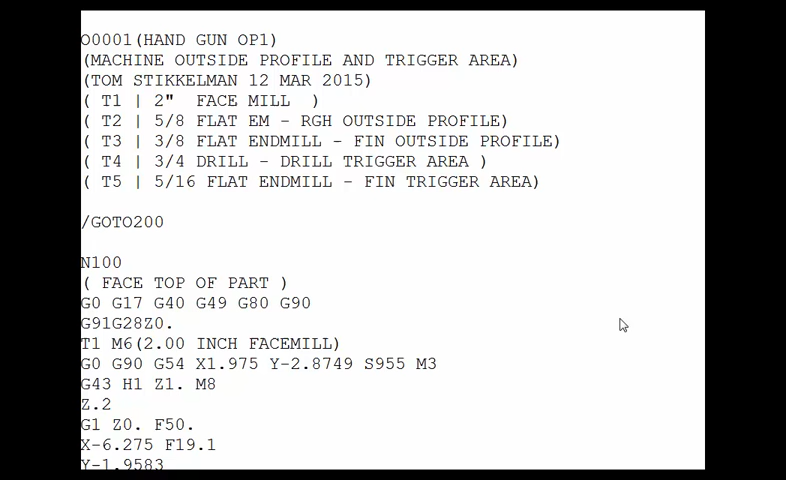 O0001(HAND GUN OP1)
(MACHINE OUTSIDE PROFILE AND TRIGGER AREA)
(TOM STIKKELMAN 12 MAR 2015)
( T1 | 2"  FACE MILL  )
( T2 | 5/8 FLAT EM - RGH OUTSIDE PROFILE)
( T3 | 3/8 FLAT ENDMILL - FIN OUTSIDE PROFILE)
( T4 | 3/4 DRILL - DRILL TRIGGER AREA )
( T5 | 5/16 FLAT ENDMILL - FIN TRIGGER AREA)
/GOTO200
N100
( FACE TOP OF PART )
G0 G17 G40 G49 G80 G90
G91G28Z0.
T1 M6(2.00 INCH FACEMILL)
G0 G90 G54 X1.975 Y-2.8749 S955 M3
G43 H1 Z1. M8
Z.2
G1 Z0. F50.
X-6.275 F19.1
Y-1.9583